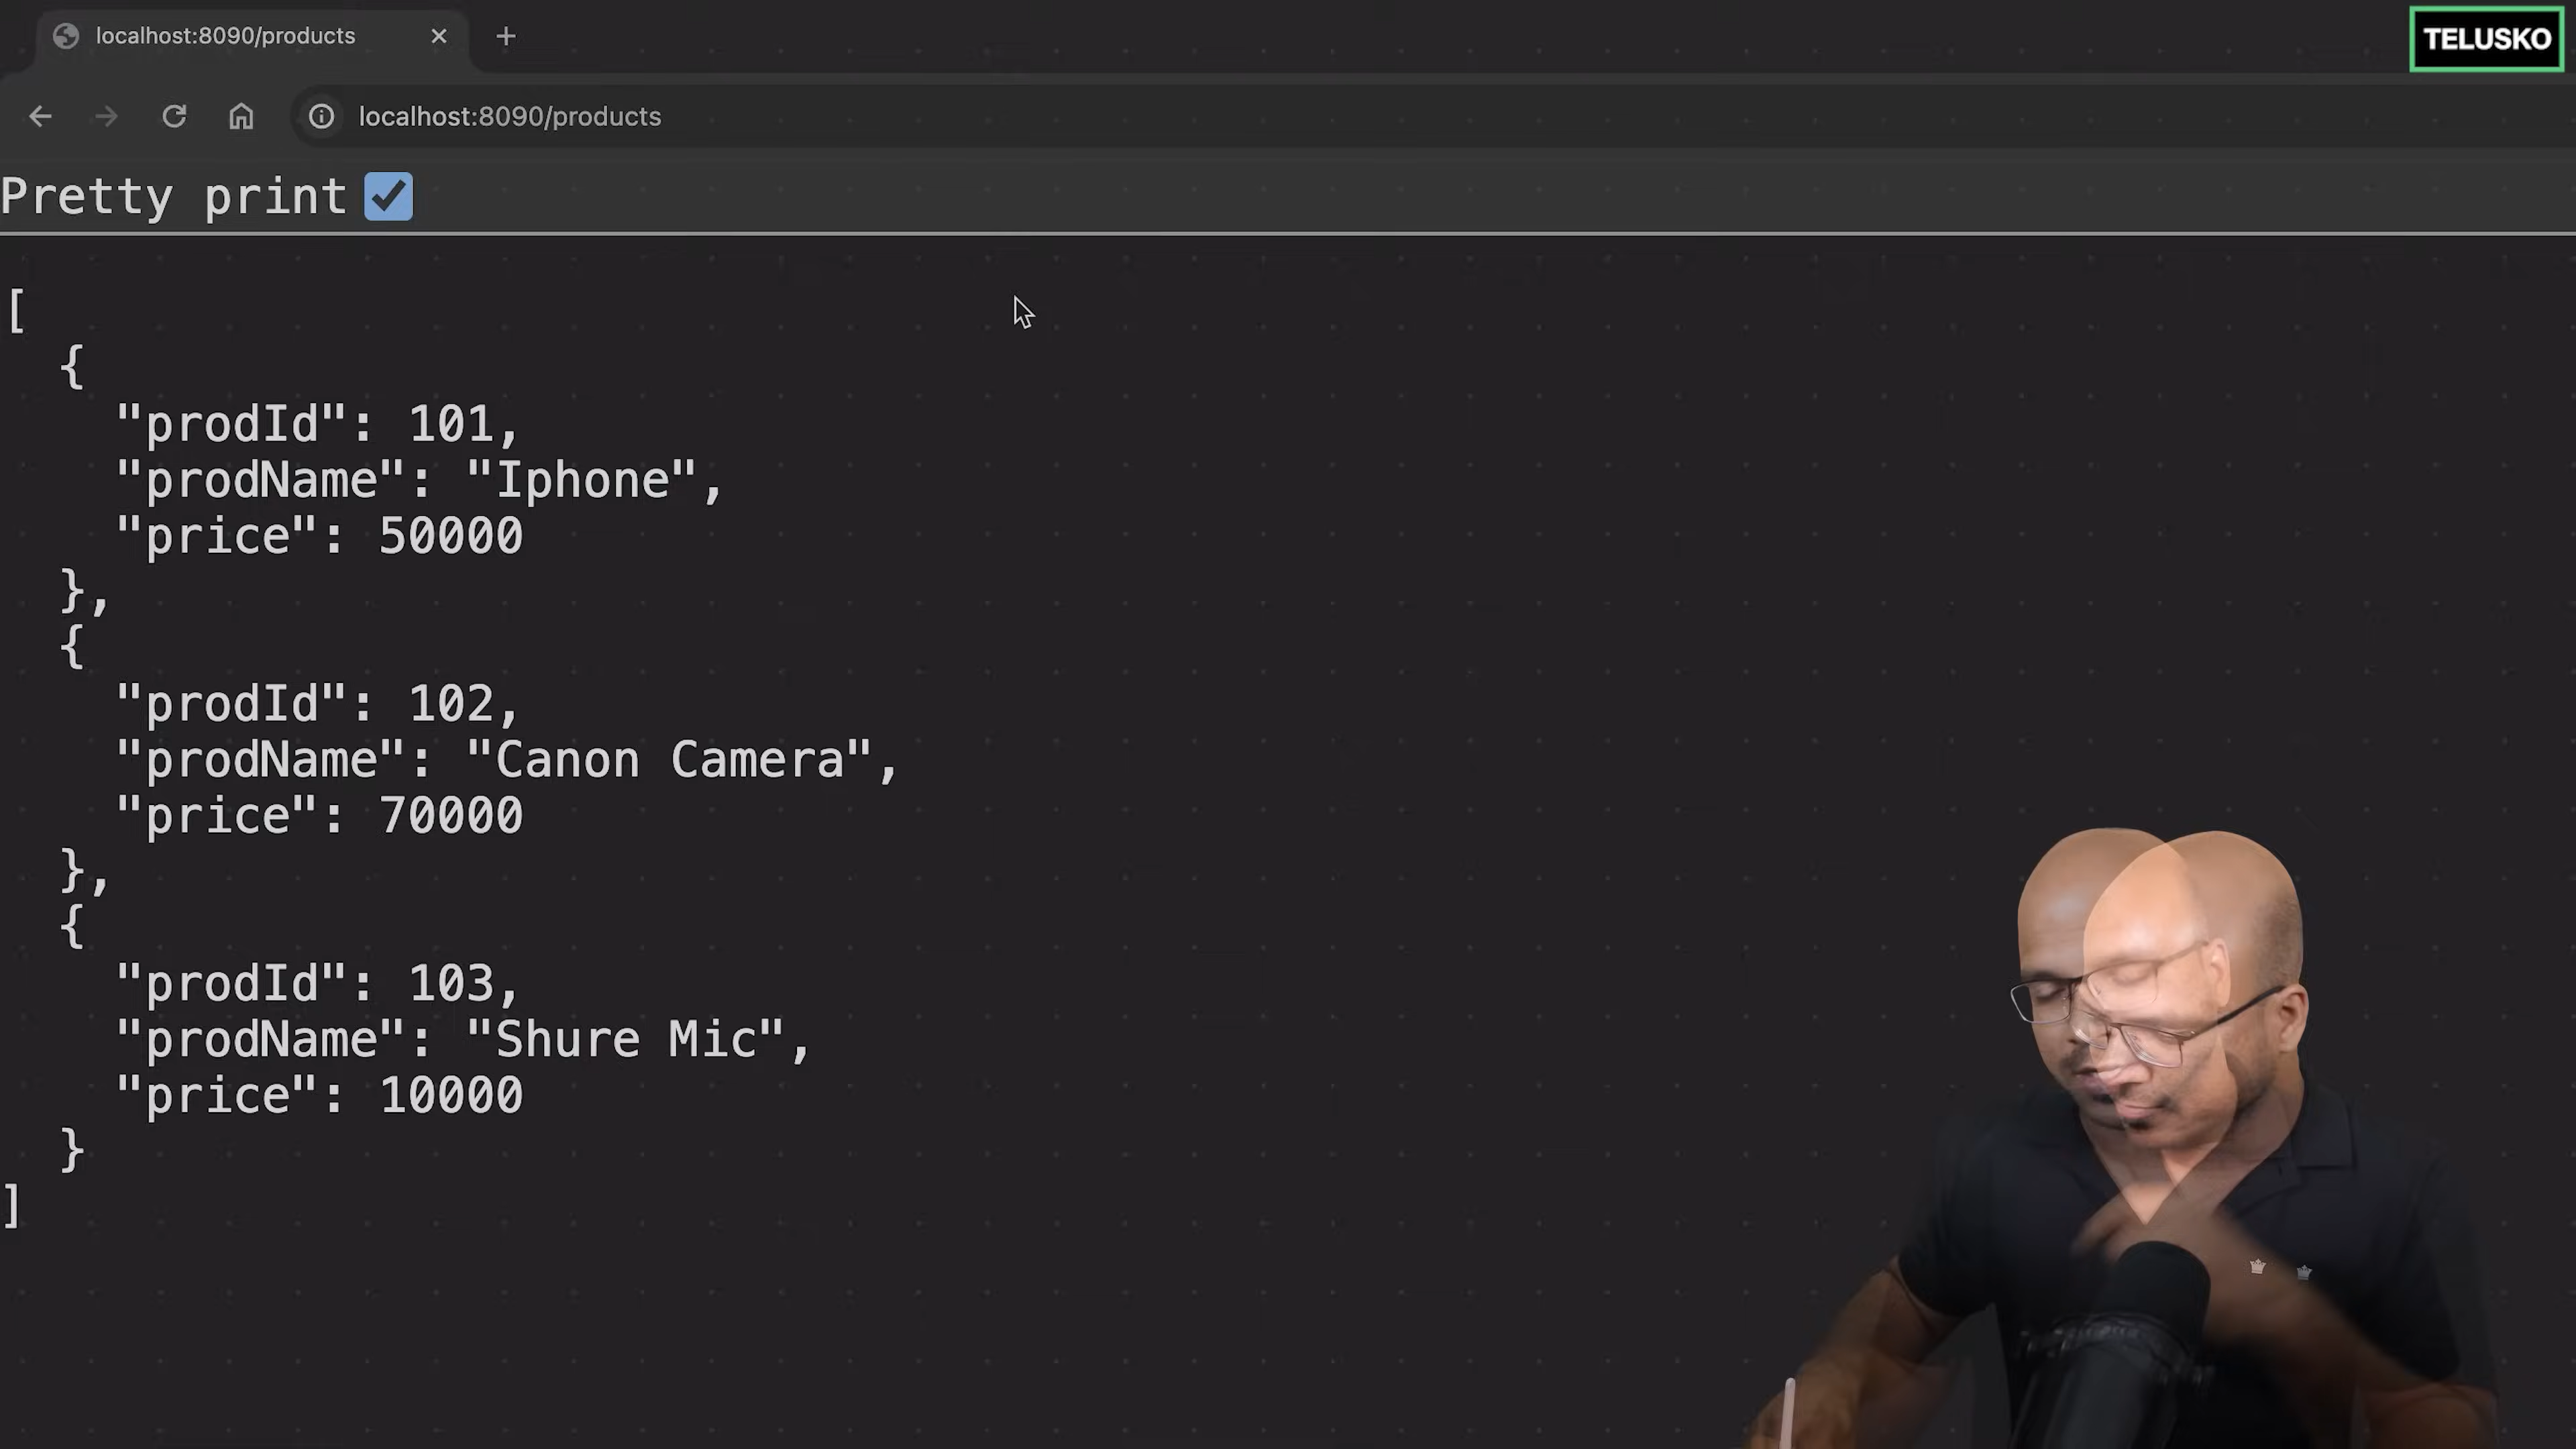 localhost:8090/products
TELUSKO
localhost:8090/products
Pretty print
[
{
"prodId": 101,
"prodName": "Iphone",
"price": 50000
},
{
"prodId": 102,
"prodName": "Canon Camera",
"price": 70000
},
{
"prodId": 103,
"prodName": "Shure Mic",
"price": 10000
}
]